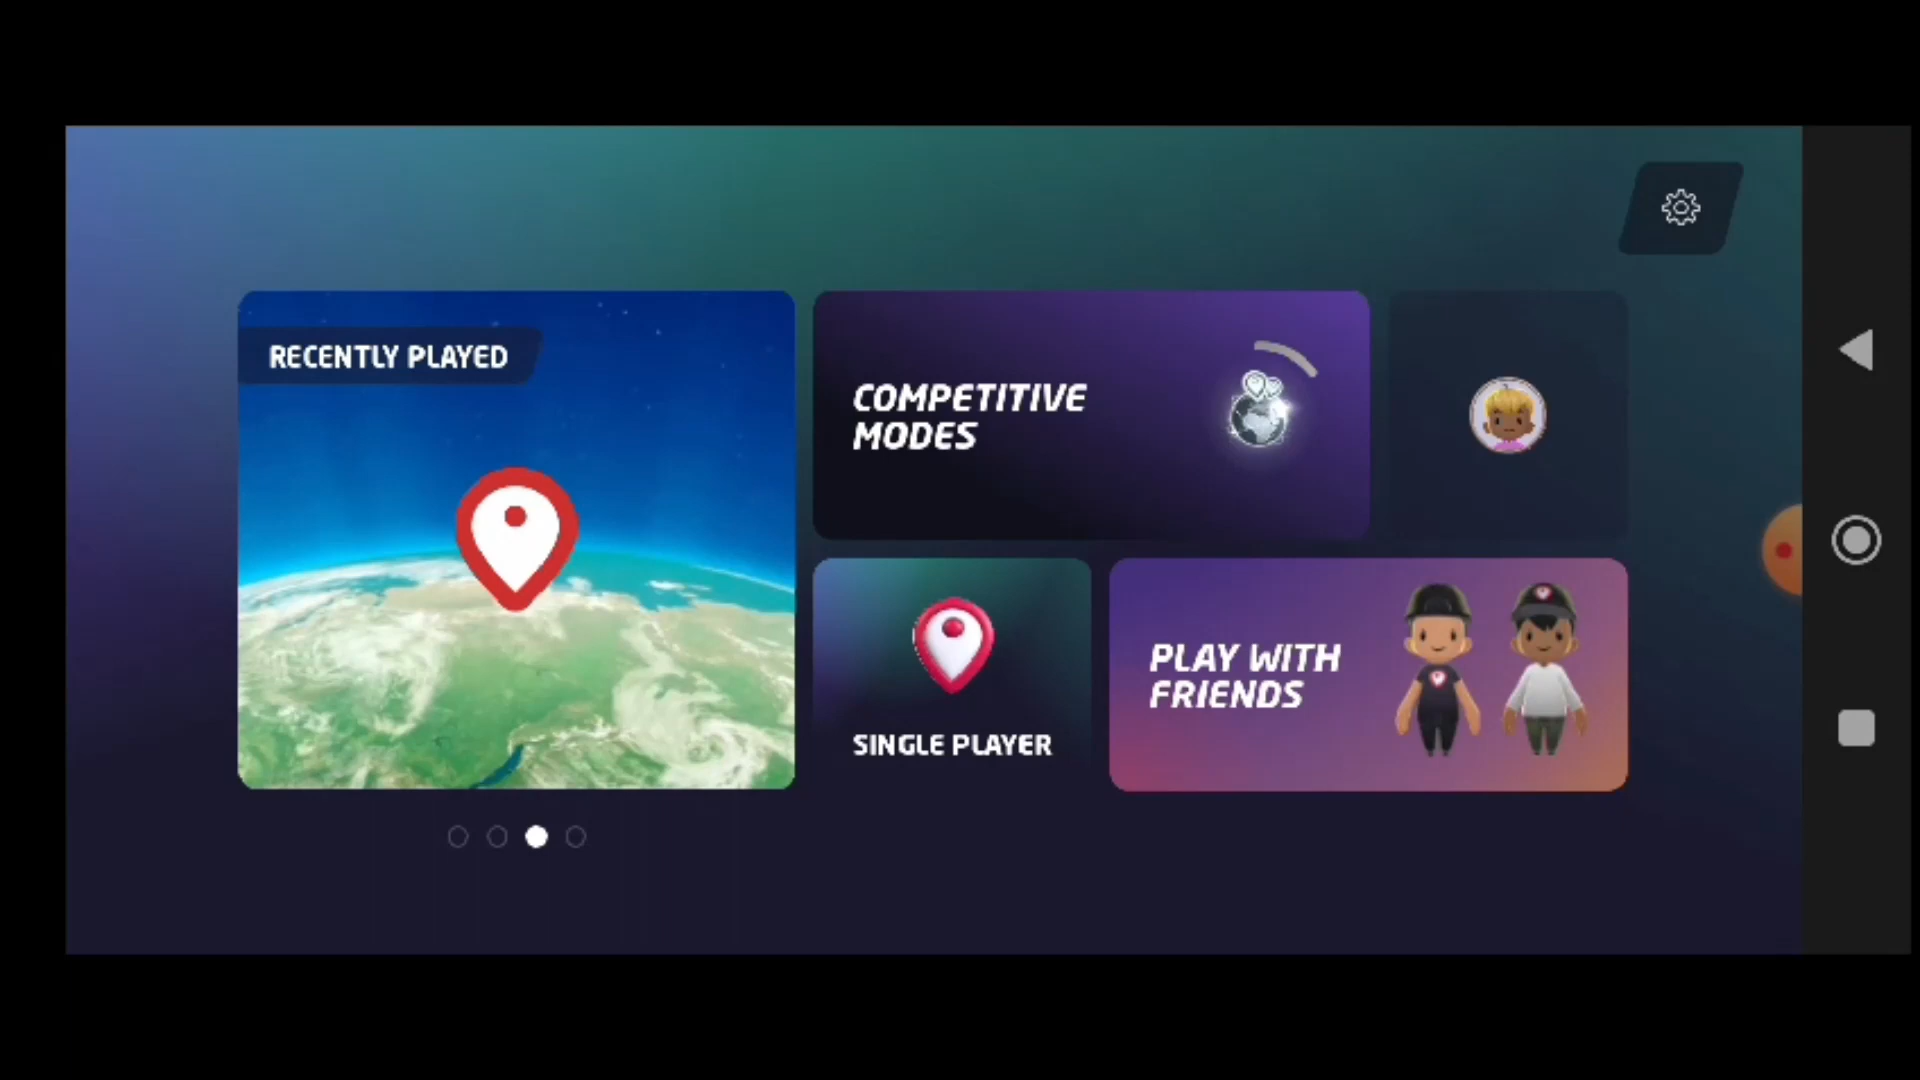 RECENTLY PLAYED
COMPETITIVE
MODES
SINGLE PLAYER
PLAY WITH
FRIENDS